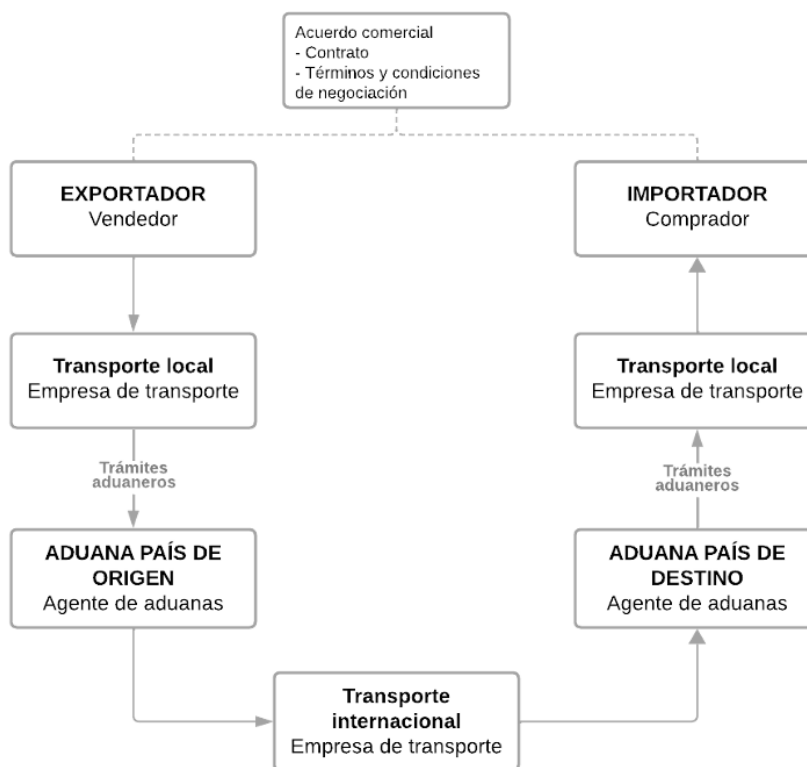 Acuerdo comercial
- Contrato
- Términos y condiciones
de negociación
EXPORTADOR
Vendedor
IMPORTADOR
Comprador
Transporte local
Empresa de transporte
Transporte local
Empresa de transporte
Trámites
aduaneros
Trámites
aduaneros
ADUANA PAÍS DE
ORIGEN
Agente de aduanas
ADUANA PAÍS DE
DESTINO
Agente de aduanas
Transporte
internacional
Empresa de transporte